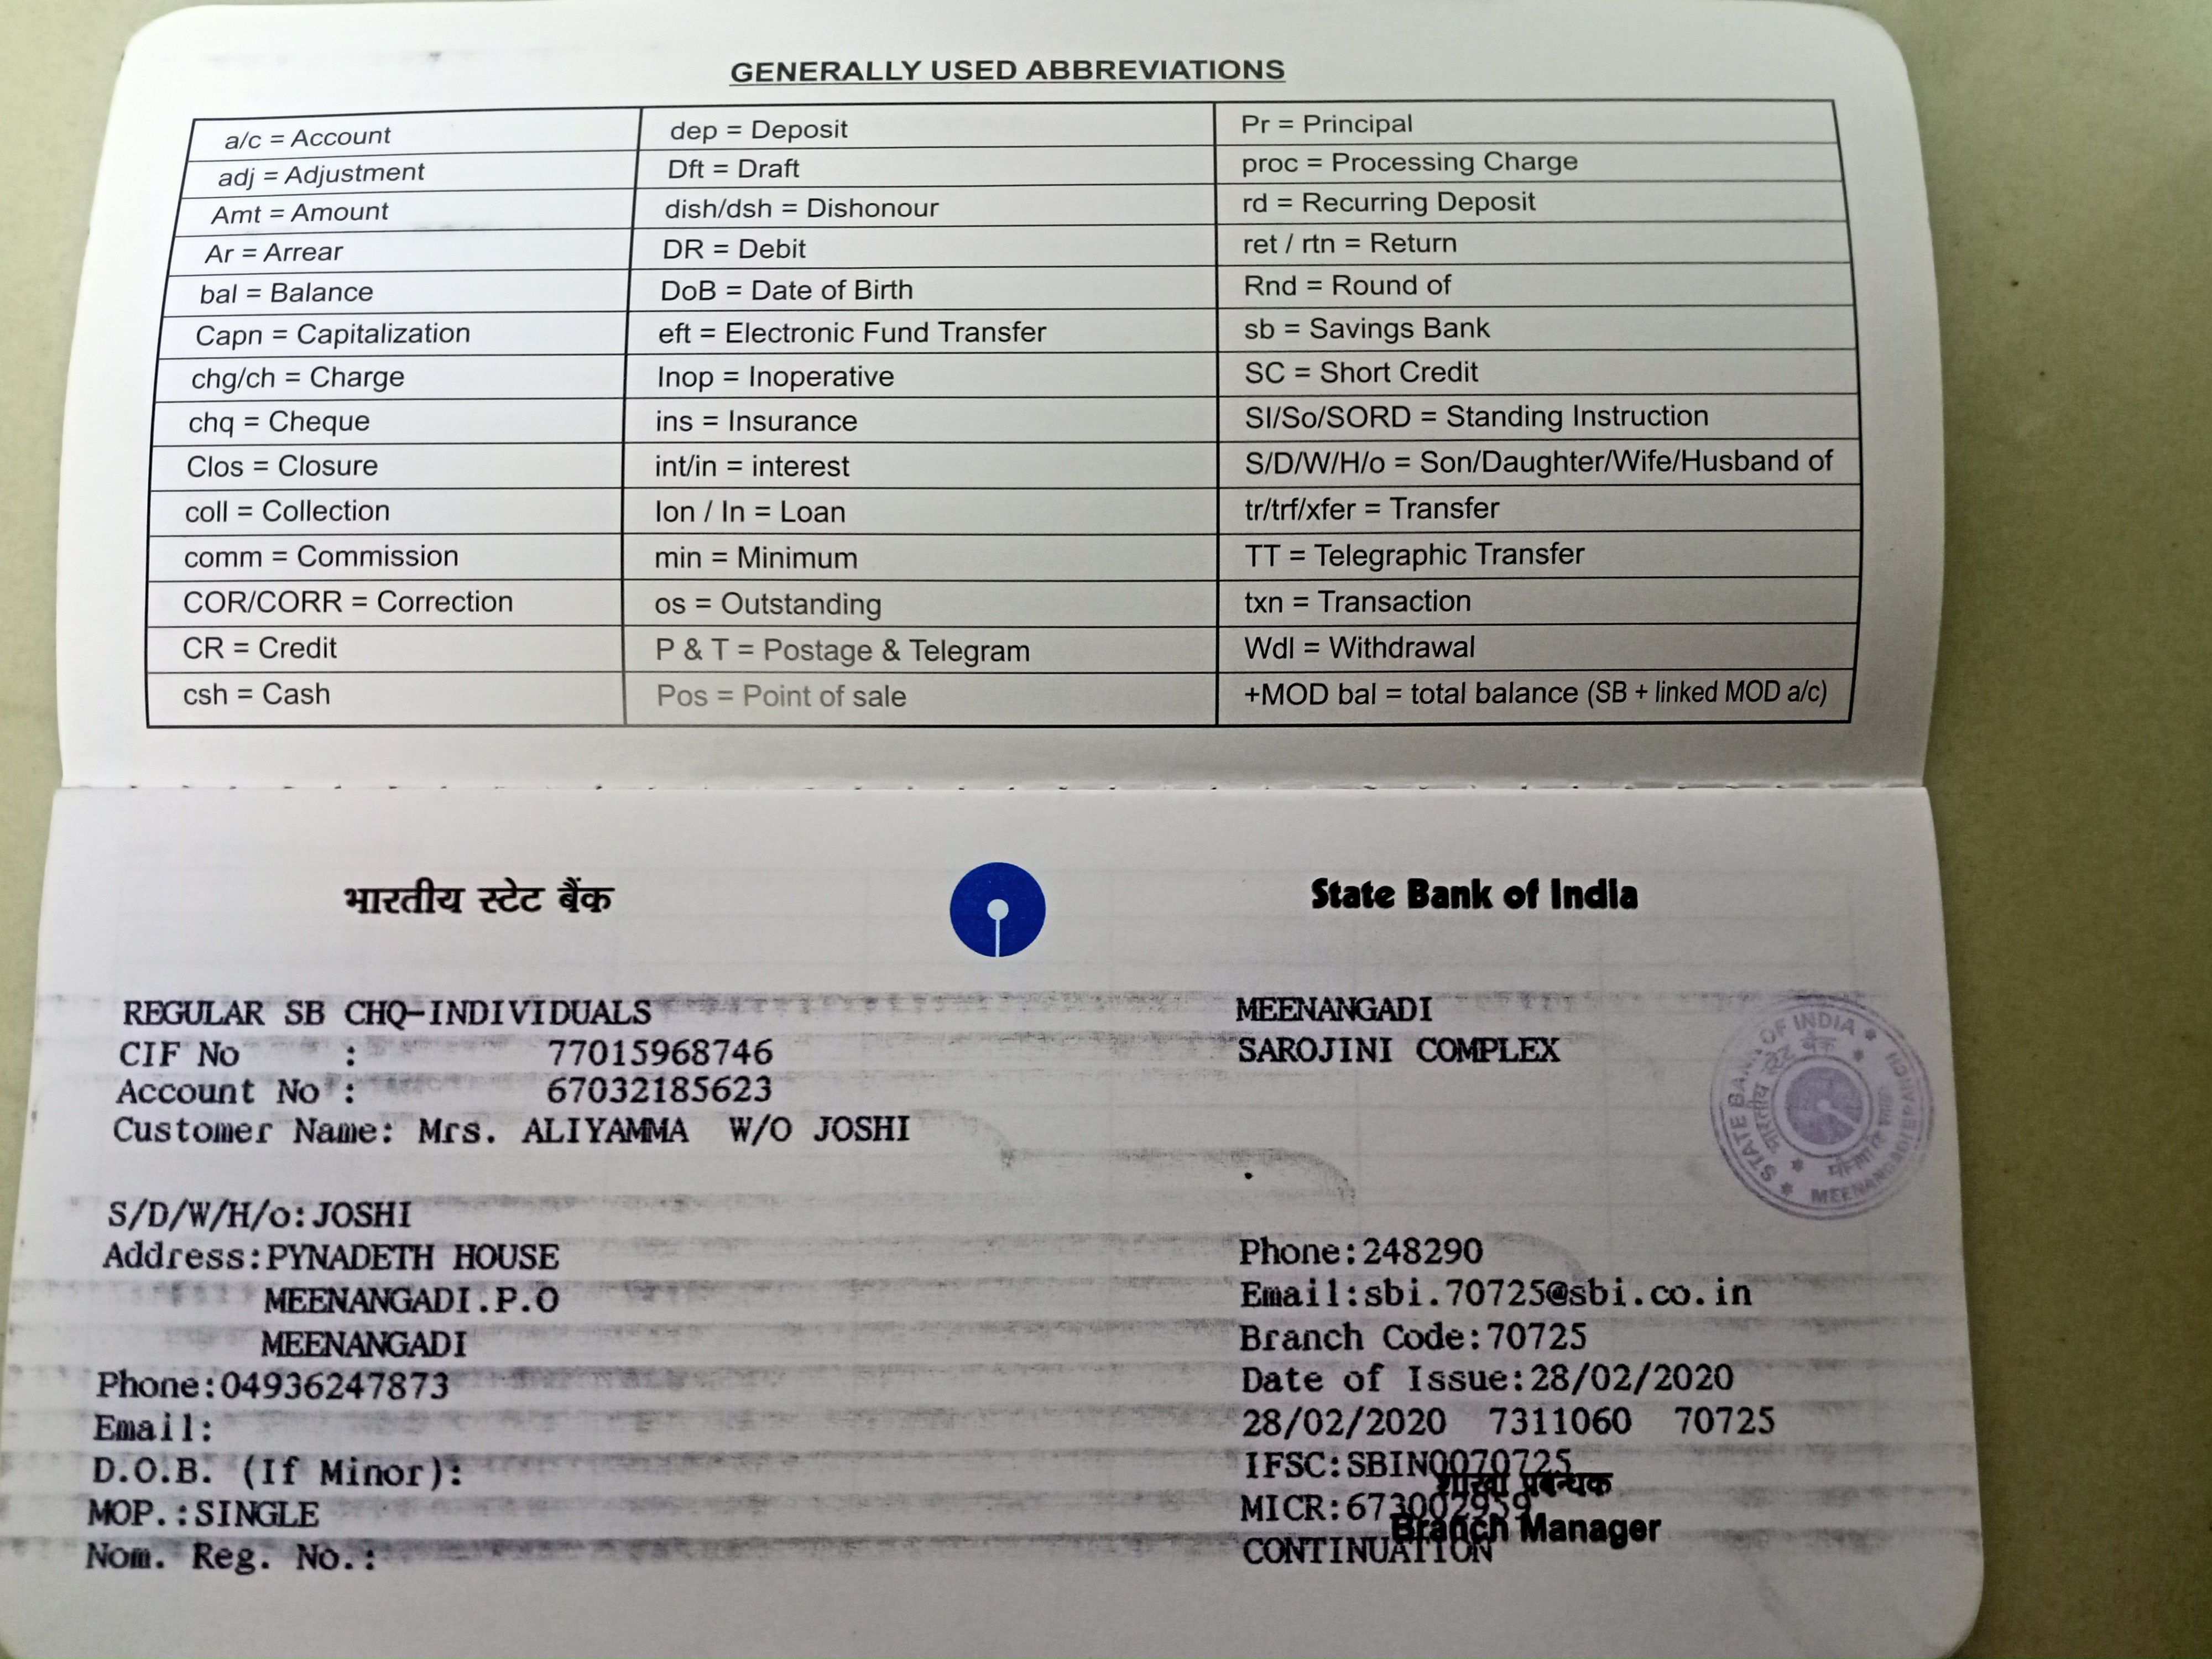 GENERALLY USED ABBREVIATIONS
a/c = Account
adj = Adjustment
Amt = Amount
Ar = Arrear
bal = Balance
Capn = Capitalization
chg/ch = Charge
chq = Cheque
Clos = Closure
coll = Collection
comm = Commission
COR/CORR = Correction
CR = Credit
csh = Cash
dep = Deposit
Dft = Draft
dish/dsh = Dishonour
DR = Debit
DoB = Date of Birth
eft = Electronic Fund Transfer
Inop = Inoperative
ins = Insurance
int/in = interest
lon / ln = Loan
min = Minimum
os = Outstanding
P & T = Postage & Telegram
Pos = Point of sale
Pr = Principal
proc = Processing Charge
rd = Recurring Deposit
ret / rtn = Return
Rnd = Round of
sb = Savings Bank
SC = Short Credit
SI/So/SORD = Standing Instruction
S/D/W/H/o = Son/Daughter/Wife/Husband of
tr/trf/xfer = Transfer
TT = Telegraphic Transfer
txn = Transaction
Wdl = Withdrawal
+MOD bal = total balance (SB + linked MOD a/c)
भारतीय स्टेट बैंक
State Bank of India
REGULAR SB CHQ-INDIVIDUALS
CIF No : 77015968746
Account No : 67032185623
Customer Name: Mrs. ALIYAMMA W/O JOSHI
S/D/W/H/o:JOSHI
Address:PYNADETH HOUSE
MEENANGADI.P.O
MEENANGADI
Phone:04936247873
Email:
D.O.B. (If Minor):
MOP.:SINGLE
Nom. Reg. No.:
MEENANGADI
SAROJINI COMPLEX
STATE BANK OF INDIA
भारतीय स्टेट बैंक
Phone:248290
Email:sbi.70725@sbi.co.in
Branch Code:70725
Date of Issue:28/02/2020
28/02/2020 7311060 70725
IFSC:SBIN0070725
शाखा प्रबन्धक
MICR:673002959
Branch Manager
CONTINUATION